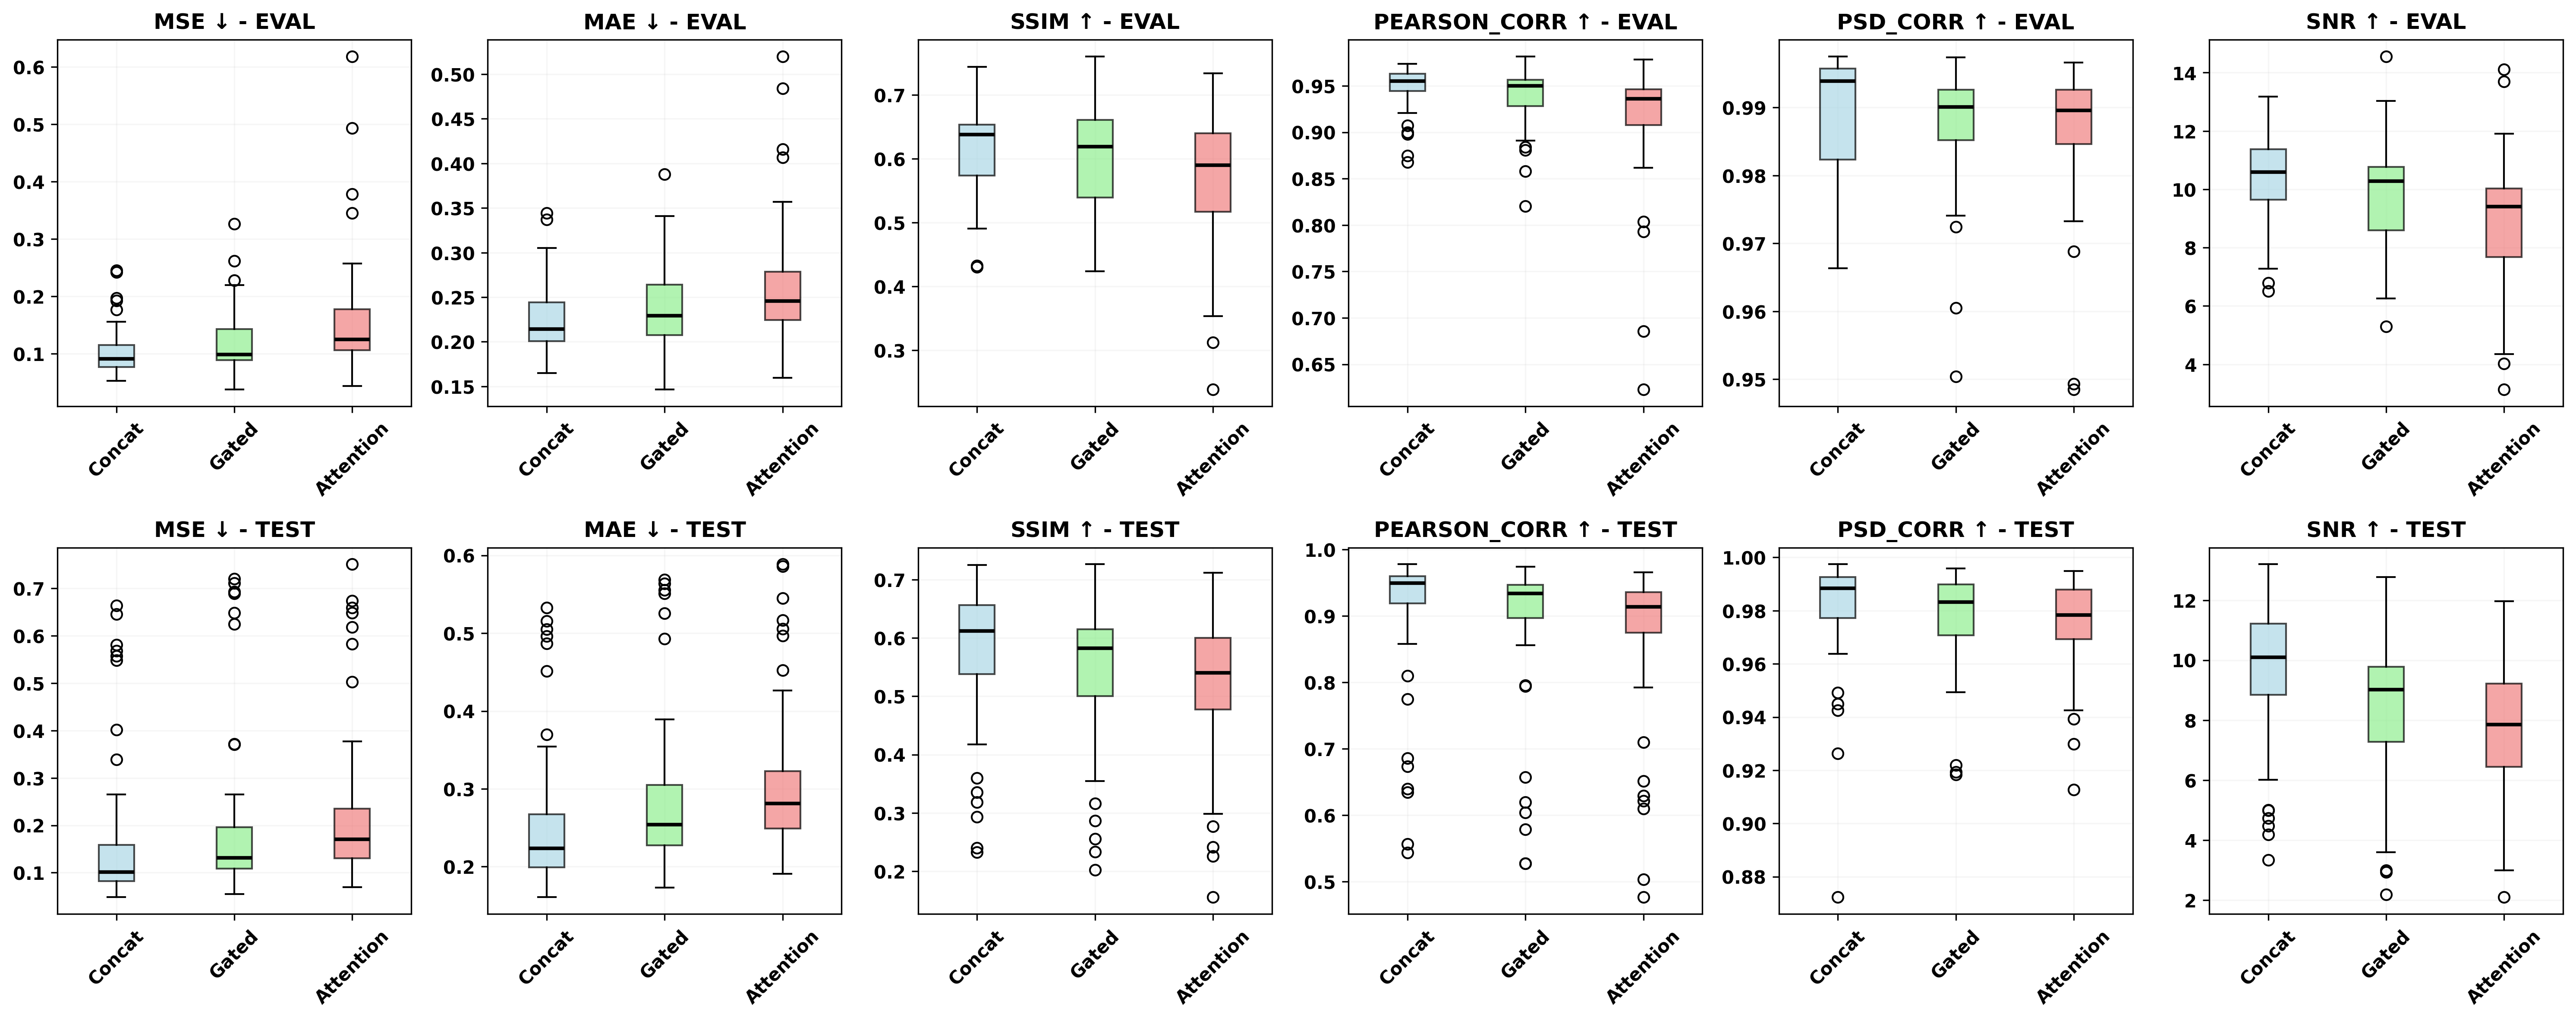 MSE ↓ - EVAL
0.6
0.5
0.4
0.3
0.2
0.1
Concat
Gated
Attention
MAE ↓ - EVAL
0.50
0.45
0.40
0.35
0.30
0.25
0.20
0.15
Concat
Gated
Attention
SSIM ↑ - EVAL
0.7
0.6
0.5
0.4
0.3
Concat
Gated
Attention
PEARSON_CORR ↑ - EVAL
0.95
0.90
0.85
0.80
0.75
0.70
0.65
Concat
Gated
Attention
PSD_CORR ↑ - EVAL
0.99
0.98
0.97
0.96
0.95
Concat
Gated
Attention
SNR ↑ - EVAL
14
12
10
8
6
4
Concat
Gated
Attention
MSE ↓ - TEST
0.7
0.6
0.5
0.4
0.3
0.2
0.1
Concat
Gated
Attention
MAE ↓ - TEST
0.6
0.5
0.4
0.3
0.2
Concat
Gated
Attention
SSIM ↑ - TEST
0.7
0.6
0.5
0.4
0.3
0.2
Concat
Gated
Attention
PEARSON_CORR ↑ - TEST
1.0
0.9
0.8
0.7
0.6
0.5
Concat
Gated
Attention
PSD_CORR ↑ - TEST
1.00
0.98
0.96
0.94
0.92
0.90
0.88
Concat
Gated
Attention
SNR ↑ - TEST
12
10
8
6
4
2
Concat
Gated
Attention